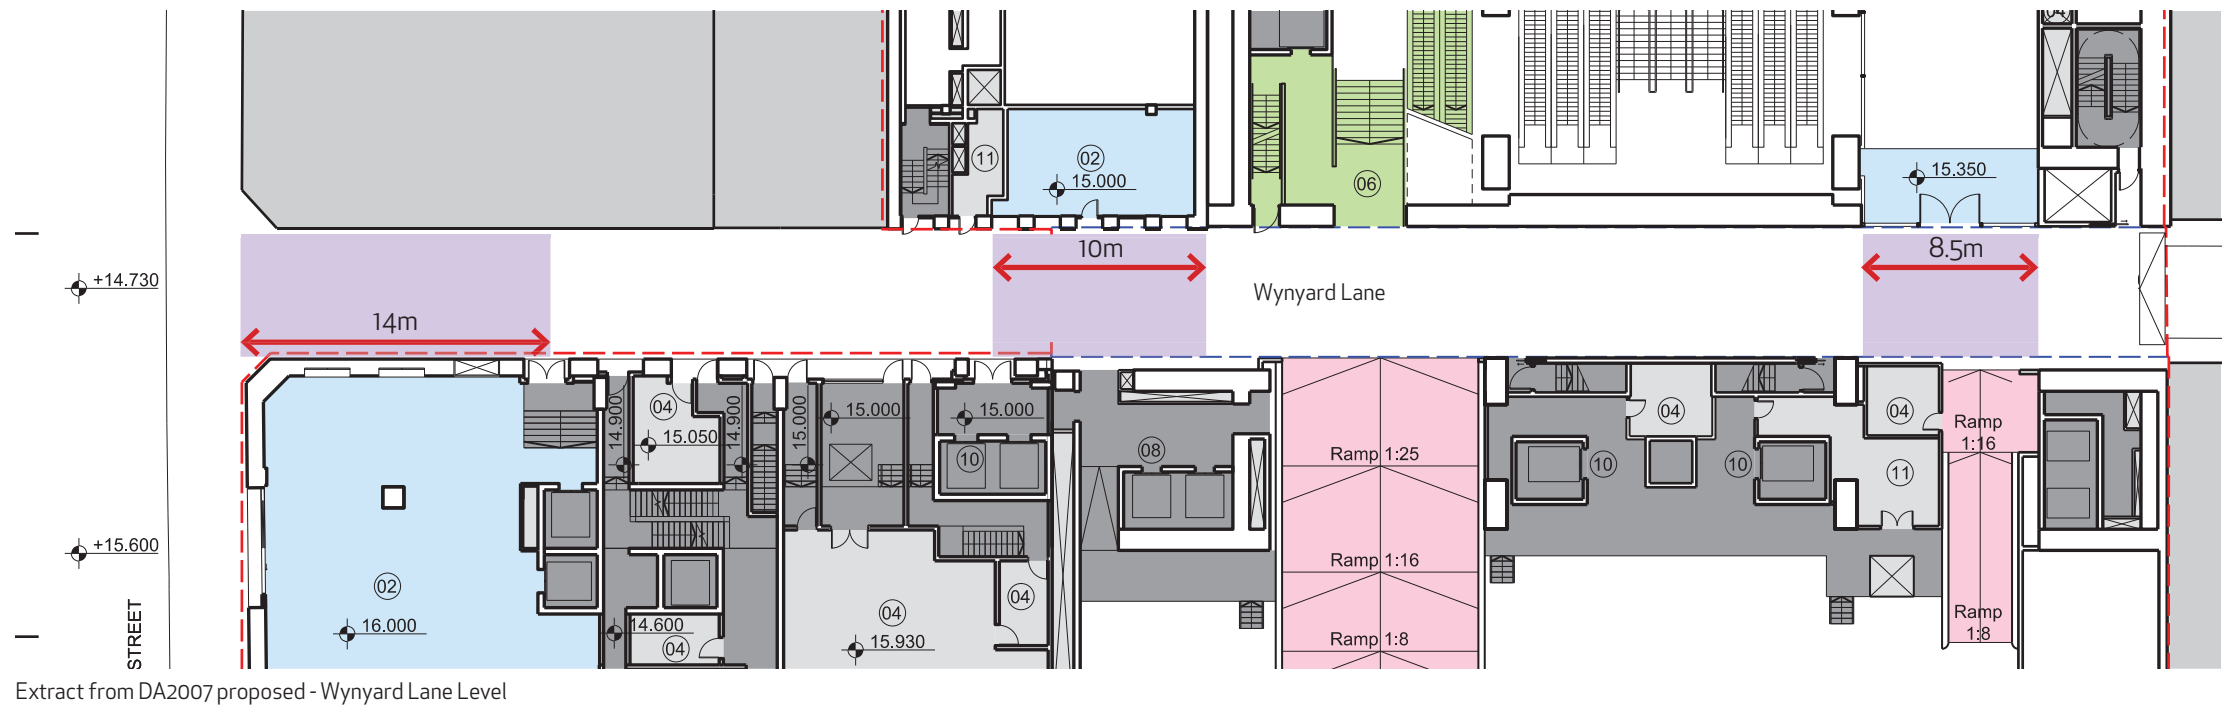 04
11
02
15.000
06
15.350
10m
8.5m
+14.730
Wynyard Lane
14m
14.900
04
15.050
14.900
15.000
15.000
15.000
10
08
Ramp 1:25
10
04
10
04
11
Ramp
1:16
+15.600
02
16.000
14.600
04
04
15.930
04
Ramp 1:16
Ramp 1:8
Ramp
1:8
STREET
Extract from DA2007 proposed - Wynyard Lane Level